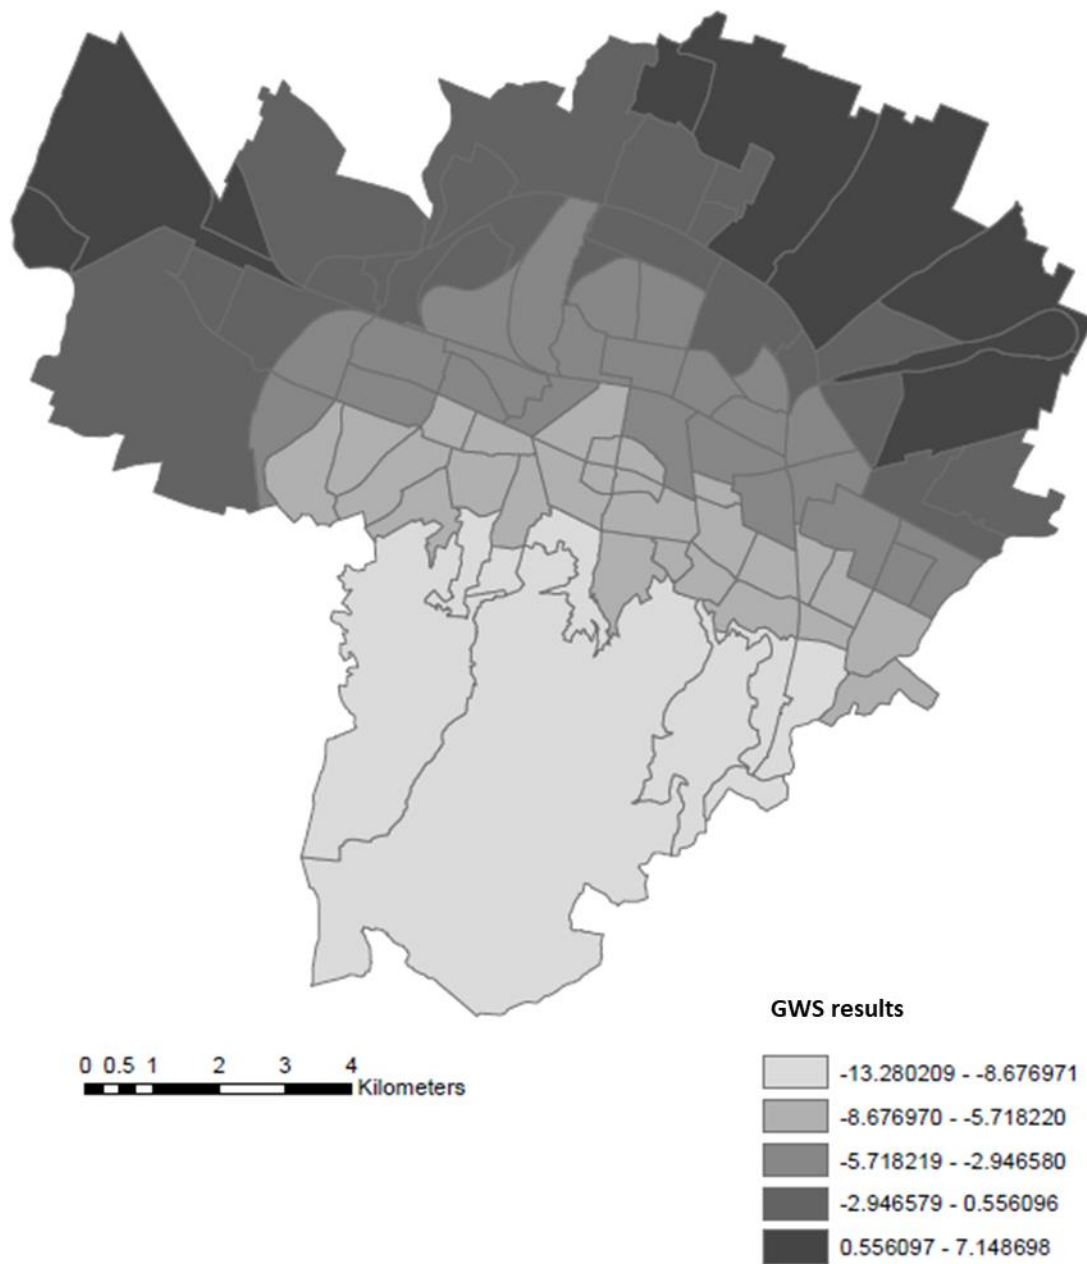 GWS results
0 0.5 1 2 3 4
Kilometers
-13.280209 - -8.676971
-8.676970 - -5.718220
-5.718219 - -2.946580
-2.946579 - 0.556096
0.556097 - 7.148698